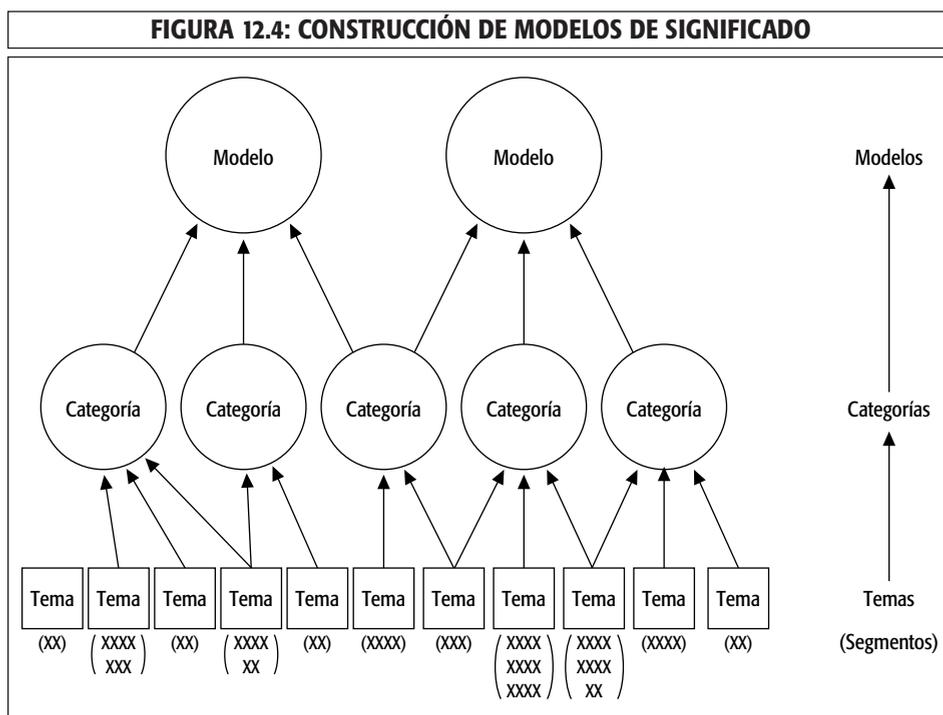 FIGURA 12.4: CONSTRUCCIÓN DE MODELOS DE SIGNIFICADO
Modelo Modelo Modelos
Categoría Categoría Categoría Categoría Categoría Categorías
Tema Tema Tema Tema Tema Tema Tema Tema Tema Tema Tema Temas
(XX) (XXXX (XX) (XXXX (XX) (XXXX) (XXX) (XXXX (XXXX (XXXX) (XX) (Segmentos)
XXX) XX) XXXX XXXX
XXXX) XX)